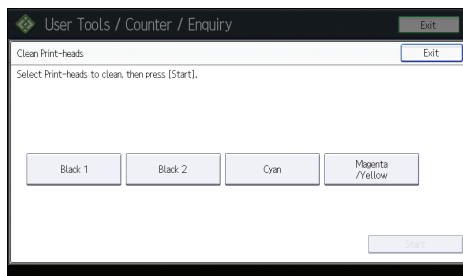 User Tools / Counter / Enquiry
Exit
Clean Print-heads
Exit
Select Print-heads to clean, then press [Start].
Black 1
Black 2
Cyan
Magenta
/Yellow
Start